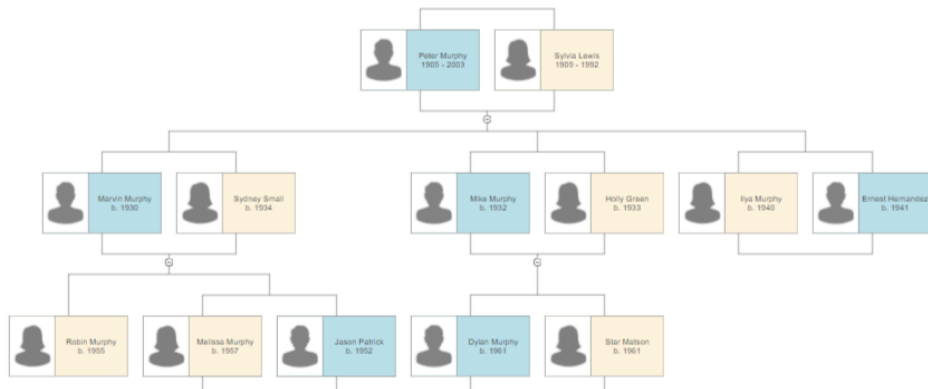 Peter Murphy
1905 - 2003
Sylvia Lewis
1909 - 1992
Marvin Murphy
b. 1930
Sydney Small
b. 1934
Mike Murphy
b. 1932
Holly Green
b. 1933
Ilya Murphy
b. 1940
Ernest Hernandez
b. 1941
Robin Murphy
b. 1955
Melissa Murphy
b. 1957
Jason Patrick
b. 1952
Dylan Murphy
b. 1961
Star Matson
b. 1961